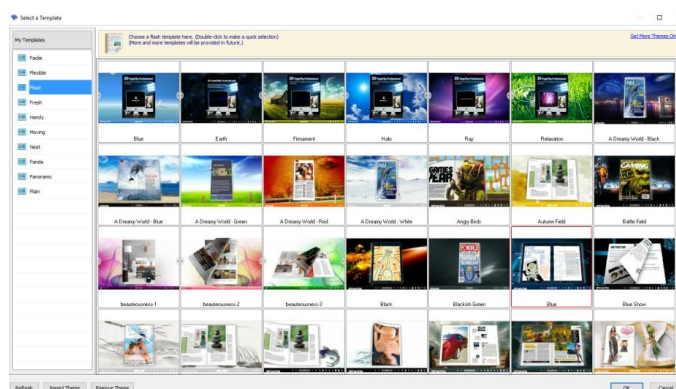 Select a Template
My Templates
Facile
Flexible
Float
Fresh
Handy
Moving
Neat
Panda
Panoramic
Plain
Choose a flash template here. (Double-click to make a quick selection)
(More and more templates will be provided in future.)
Get More Themes On
Blue
Earth
Firmament
Halo
Ray
Relaxation
A Dreamy World - Black
A Dreamy World - Blue
A Dreamy World - Green
A Dreamy World - Red
A Dreamy World - White
Angry Birds
Autumn Field
Battle Field
beauteousness-1
beauteousness-2
beauteousness-3
Black
Blackish Green
Blue
Blue Show
Refresh
Import Theme
Remove Theme
OK
Cancel